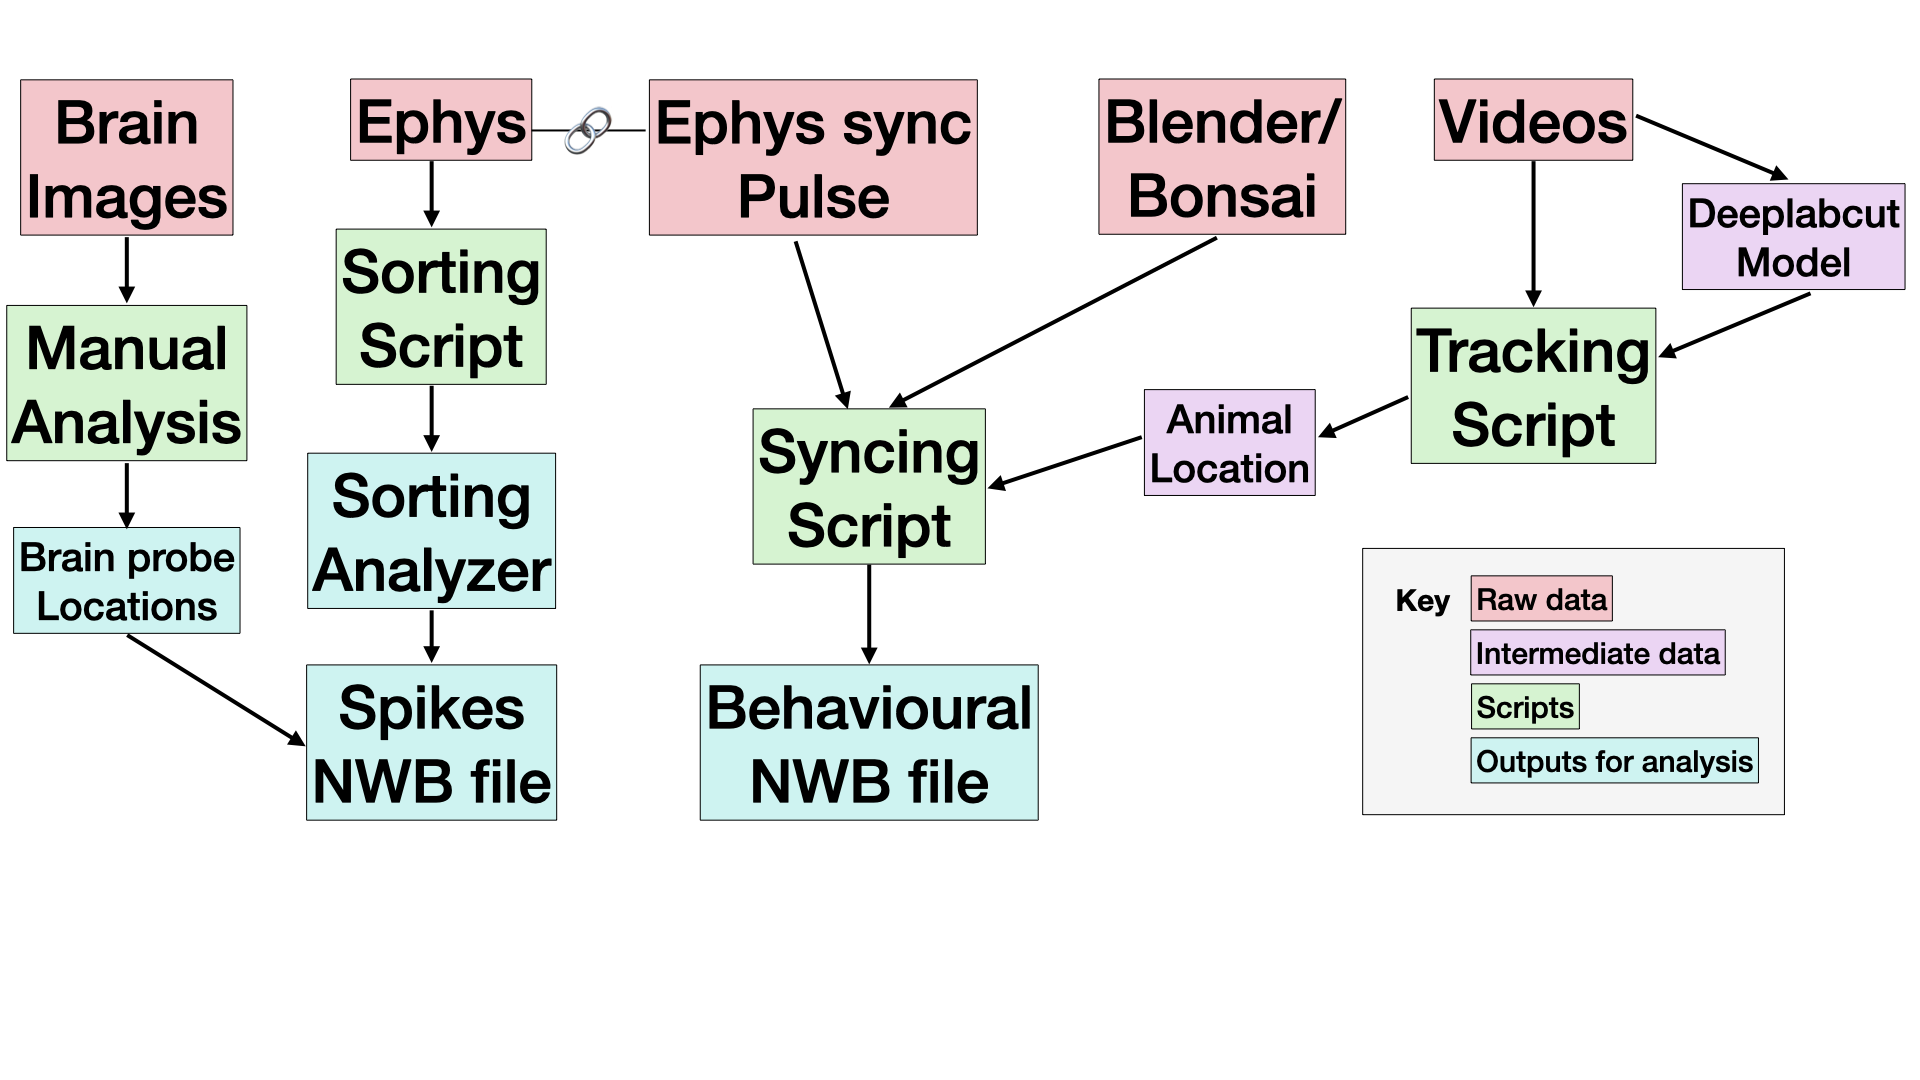 Brain
Images
Ephys
Ephys sync
Pulse
Blender/
Bonsai
Videos
Deeplabcut
Model
Sorting
Script
Manual
Analysis
Tracking
Script
Animal
Location
Syncing
Script
Sorting
Analyzer
Brain probe
Locations
Spikes
NWB file
Behavioural
NWB file
Key
Raw data
Intermediate data
Scripts
Outputs for analysis